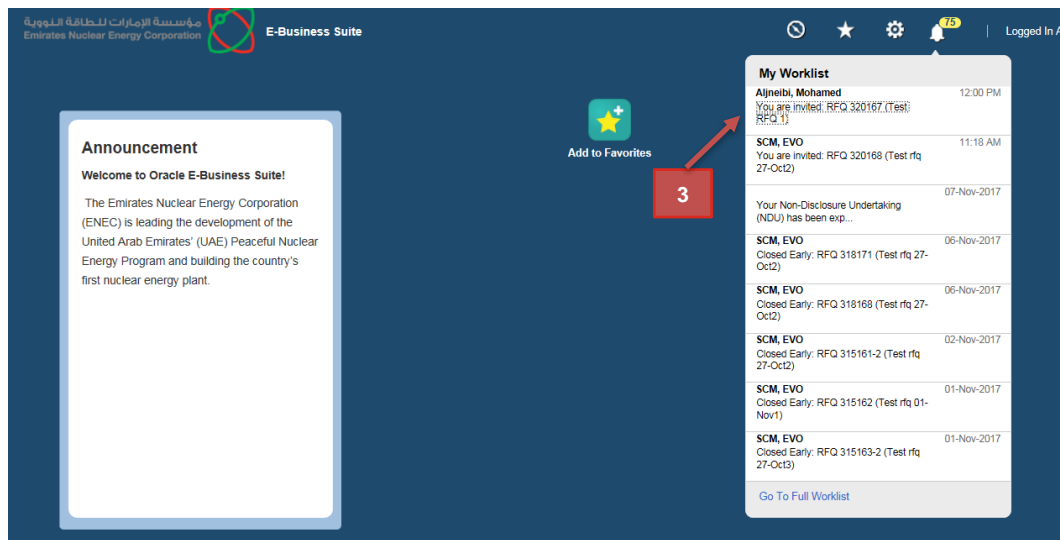 مؤسسة الإمارات للطاقة النووية
Emirates Nuclear Energy Corporation
E-Business Suite
75
Logged In A
Announcement
Welcome to Oracle E-Business Suite!
The Emirates Nuclear Energy Corporation
(ENEC) is leading the development of the
United Arab Emirates' (UAE) Peaceful Nuclear
Energy Program and building the country's
first nuclear energy plant.
Add to Favorites
3
My Worklist
Aljneibi, Mohamed 12:00 PM
You are invited: RFQ 320167 (Test
RFQ 1)
SCM, EVO 11:18 AM
You are invited: RFQ 320168 (Test rfq
27-Oct2)
07-Nov-2017
Your Non-Disclosure Undertaking
(NDU) has been exp...
SCM, EVO 06-Nov-2017
Closed Early: RFQ 318171 (Test rfq 27-
Oct2)
SCM, EVO 06-Nov-2017
Closed Early: RFQ 318168 (Test rfq 27-
Oct2)
SCM, EVO 02-Nov-2017
Closed Early: RFQ 315161-2 (Test rfq
27-Oct2)
SCM, EVO 01-Nov-2017
Closed Early: RFQ 315162 (Test rfq 01-
Nov1)
SCM, EVO 01-Nov-2017
Closed Early: RFQ 315163-2 (Test rfq
27-Oct3)
Go To Full Worklist